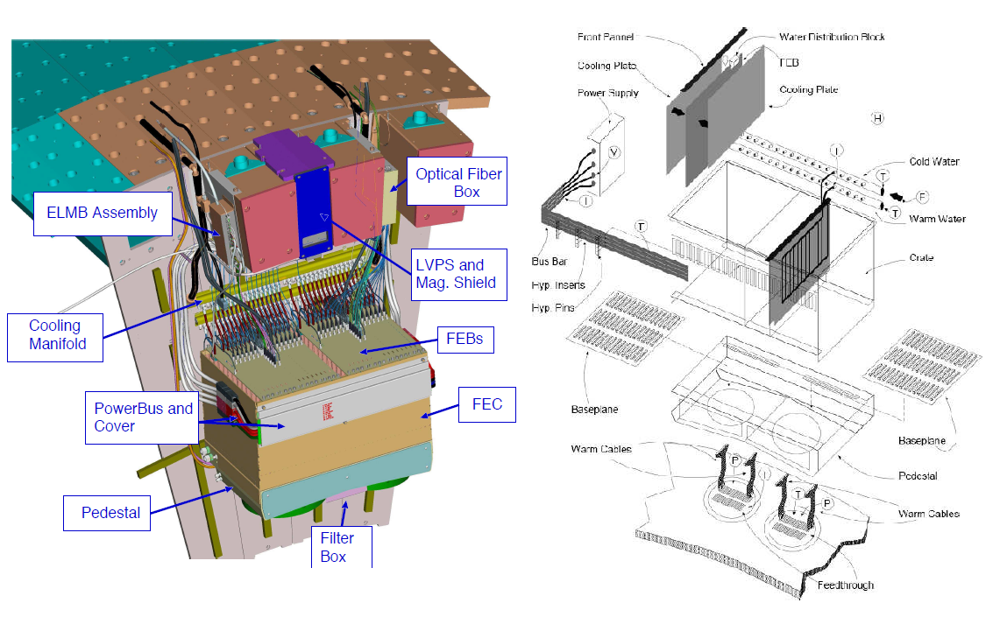 Optical Fiber
Box
ELMB Assembly
LVPS and
Mag. Shield
Cooling
Manifold
FEBs
PowerBus and
Cover
FEC
Pedestal
Filter
Box
Front Pannel
Water Distribution Block
FEB
Cooling Plate
Cooling Plate
Power Supply
H
V
I
Cold Water
T
F
I
T
Warm Water
T
Bus Bar
Crate
Hyp. Inserts
Hyp. Pins
Baseplane
Baseplane
Warm Cables
P
I
Pedestal
T
P
Warm Cables
Feedthrough